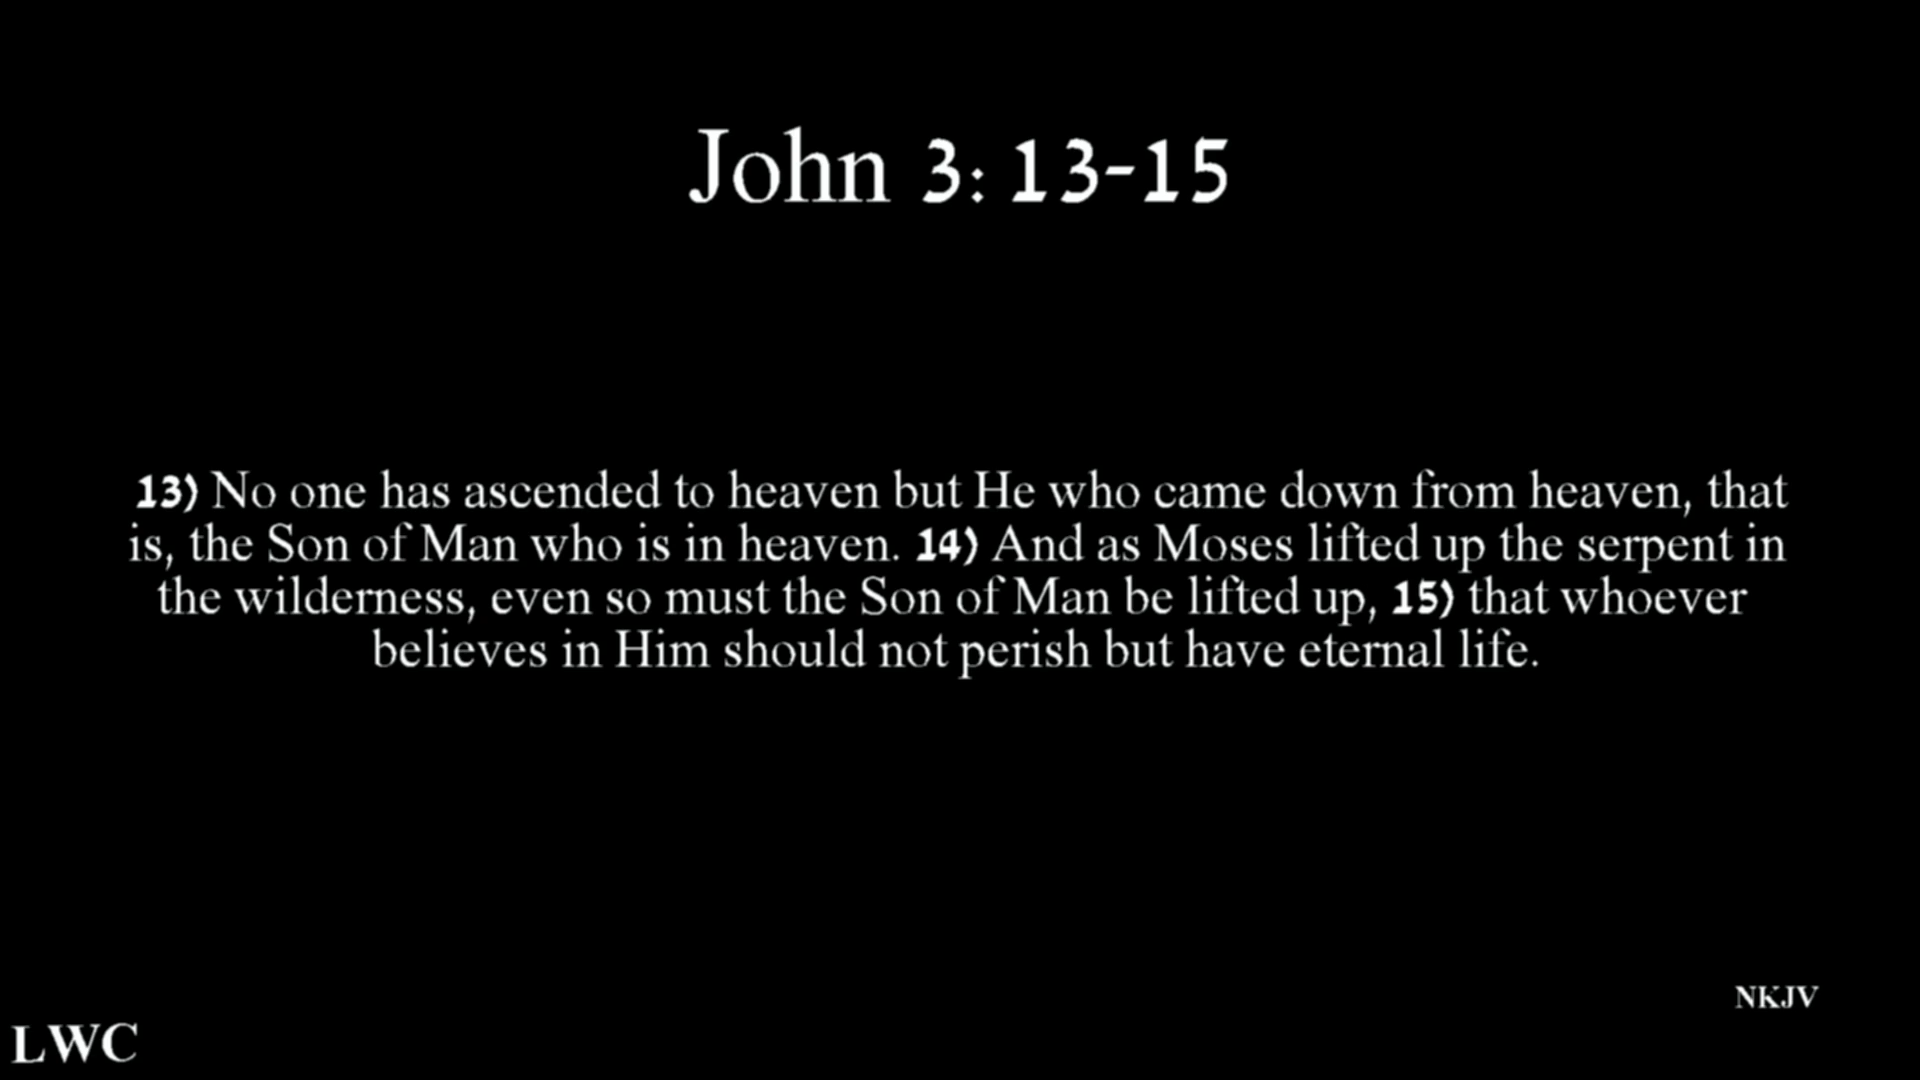 John 3: 13-15
13) No one has ascended to heaven but He who came down from heaven, that
is, the Son of Man who is in heaven. 14) And as Moses lifted up the serpent in
the wilderness, even so must the Son of Man be lifted up, 15) that whoever
believes in Him should not perish but have eternal life.
NKJV
LWC